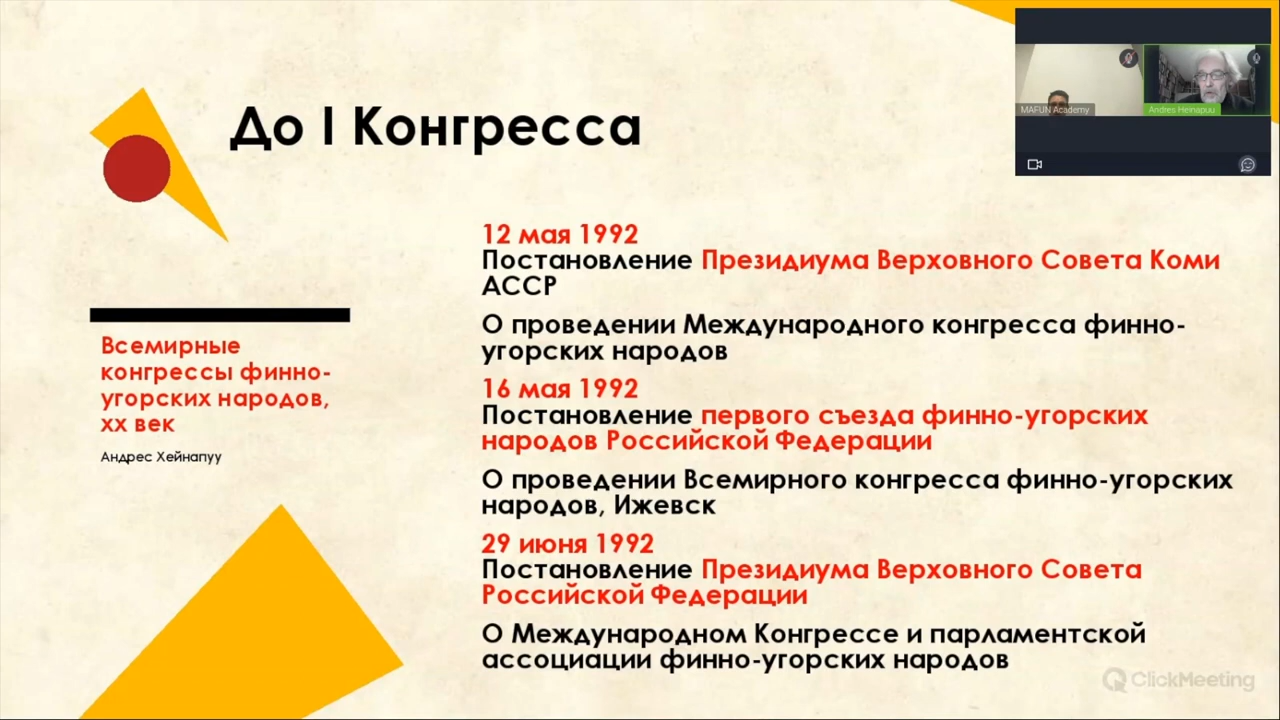 До I Конгресса
MAFUN Academy
Andres Heinapuu
Всемирные
конгрессы финно-
угорских народов,
хх век
Андрес Хейнапуу
12 мая 1992
Постановление Президиума Верховного Совета Коми
АССР
О проведении Международного конгресса финно-
угорских народов
16 мая 1992
Постановление первого съезда финно-угорских
народов Российской Федерации
О проведении Всемирного конгресса финно-угорских
народов, Ижевск
29 июня 1992
Постановление Президиума Верховного Совета
Российской Федерации
О Международном Конгрессе и парламентской
ассоциации финно-угорских народов
ClickMeeting